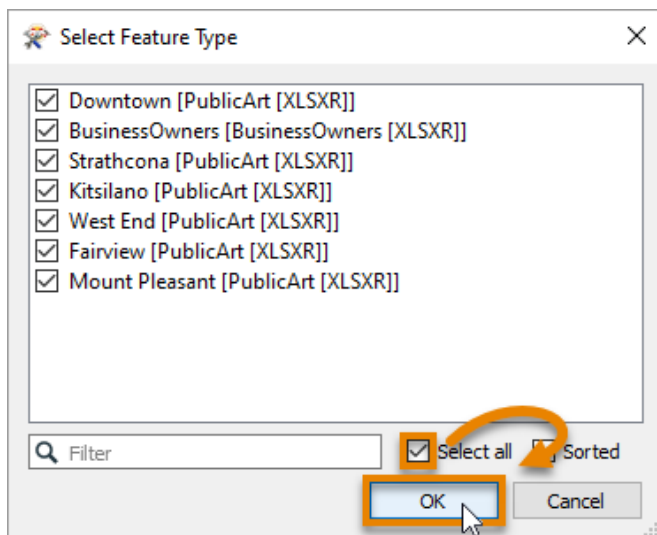 Select Feature Type
Downtown [PublicArt [XLSXR]]
BusinessOwners [BusinessOwners [XLSXR]]
Strathcona [PublicArt [XLSXR]]
Kitsilano [PublicArt [XLSXR]]
West End [PublicArt [XLSXR]]
Fairview [PublicArt [XLSXR]]
Mount Pleasant [PublicArt [XLSXR]]
Filter Select all Sorted
OK Cancel